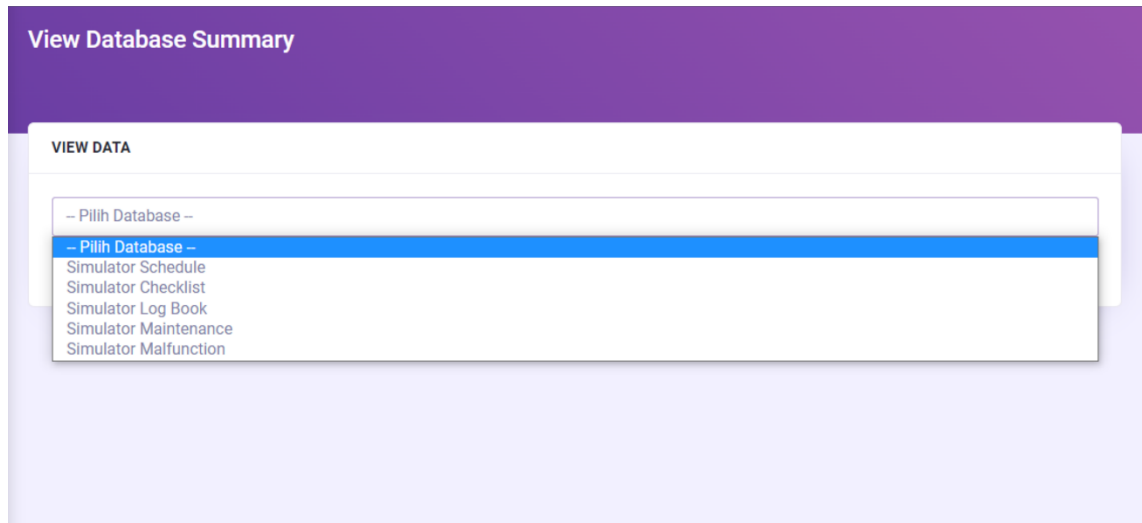 View Database Summary
VIEW DATA
-- Pilih Database --
-- Pilih Database --
Simulator Schedule
Simulator Checklist
Simulator Log Book
Simulator Maintenance
Simulator Malfunction